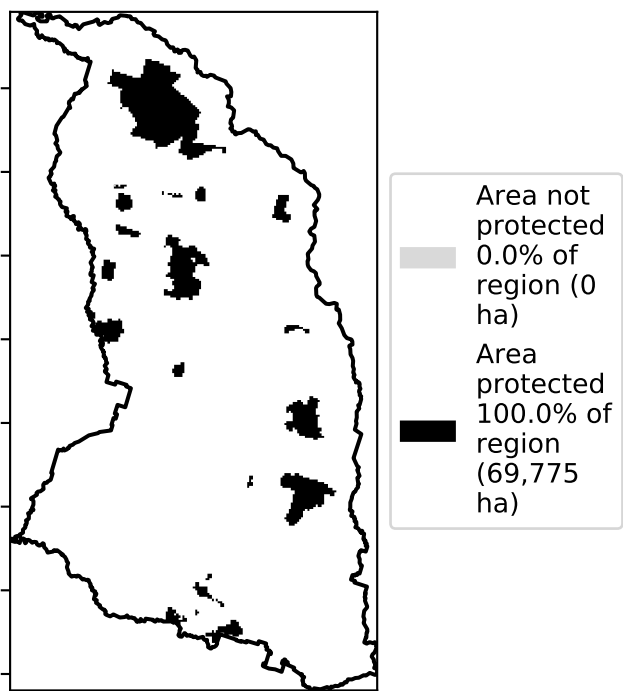 Area not
protected
0.0% of
region (0
ha)
Area
protected
100.0% of
region
(69,775
ha)